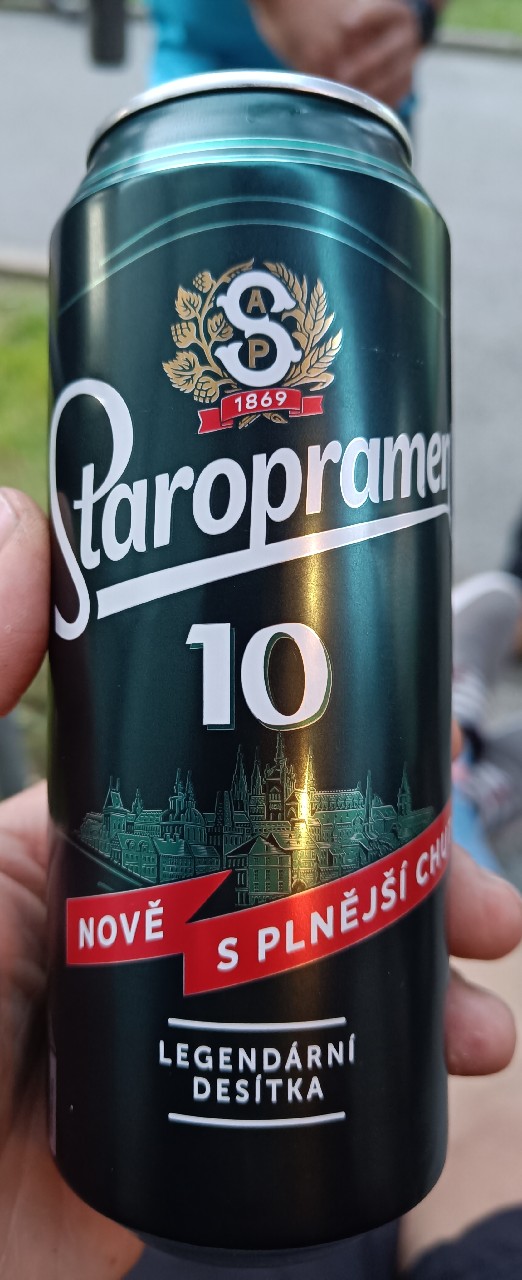 A
S
P
1869
Staropramen
10
NOVĚ S PLNĚJŠÍ
LEGENDÁRNÍ
DESÍTKA